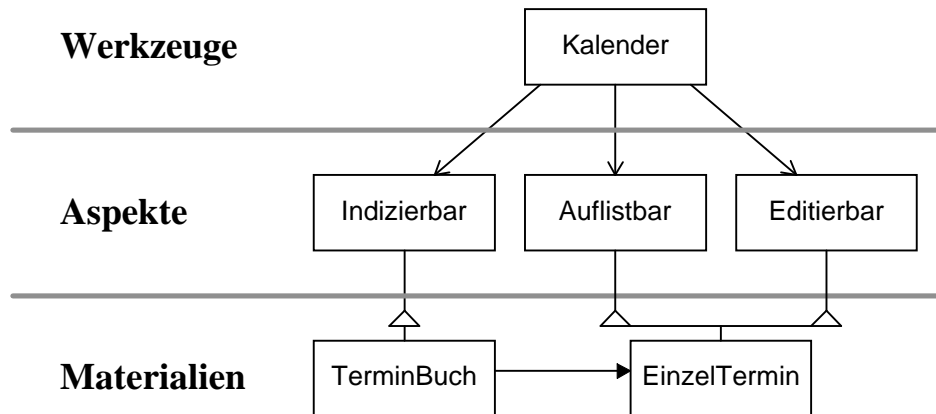 Werkzeuge
Kalender
Aspekte
Indizierbar
Auflistbar
Editierbar
Materialien
TerminBuch
EinzelTermin